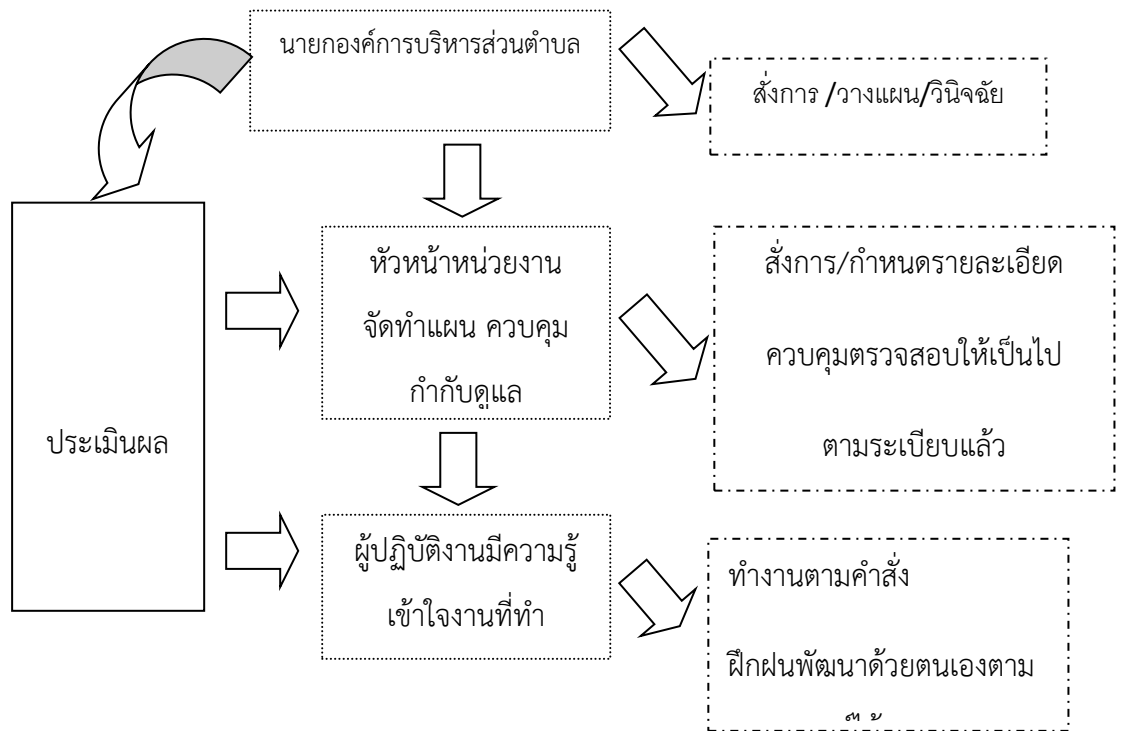 นายกองค์การบริหารส่วนตำบล
สั่งการ /วางแผน/วินิจฉัย
หัวหน้าหน่วยงาน
จัดทำแผน ควบคุม
กำกับดูแล
สั่งการ/กำหนดรายละเอียด
ควบคุมตรวจสอบให้เป็นไป
ตามระเบียบแล้ว
ประเมินผล
ผู้ปฏิบัติงานมีความรู้
เข้าใจงานที่ทำ
ทำงานตามคำสั่ง
ฝึกฝนพัฒนาด้วยตนเองตาม